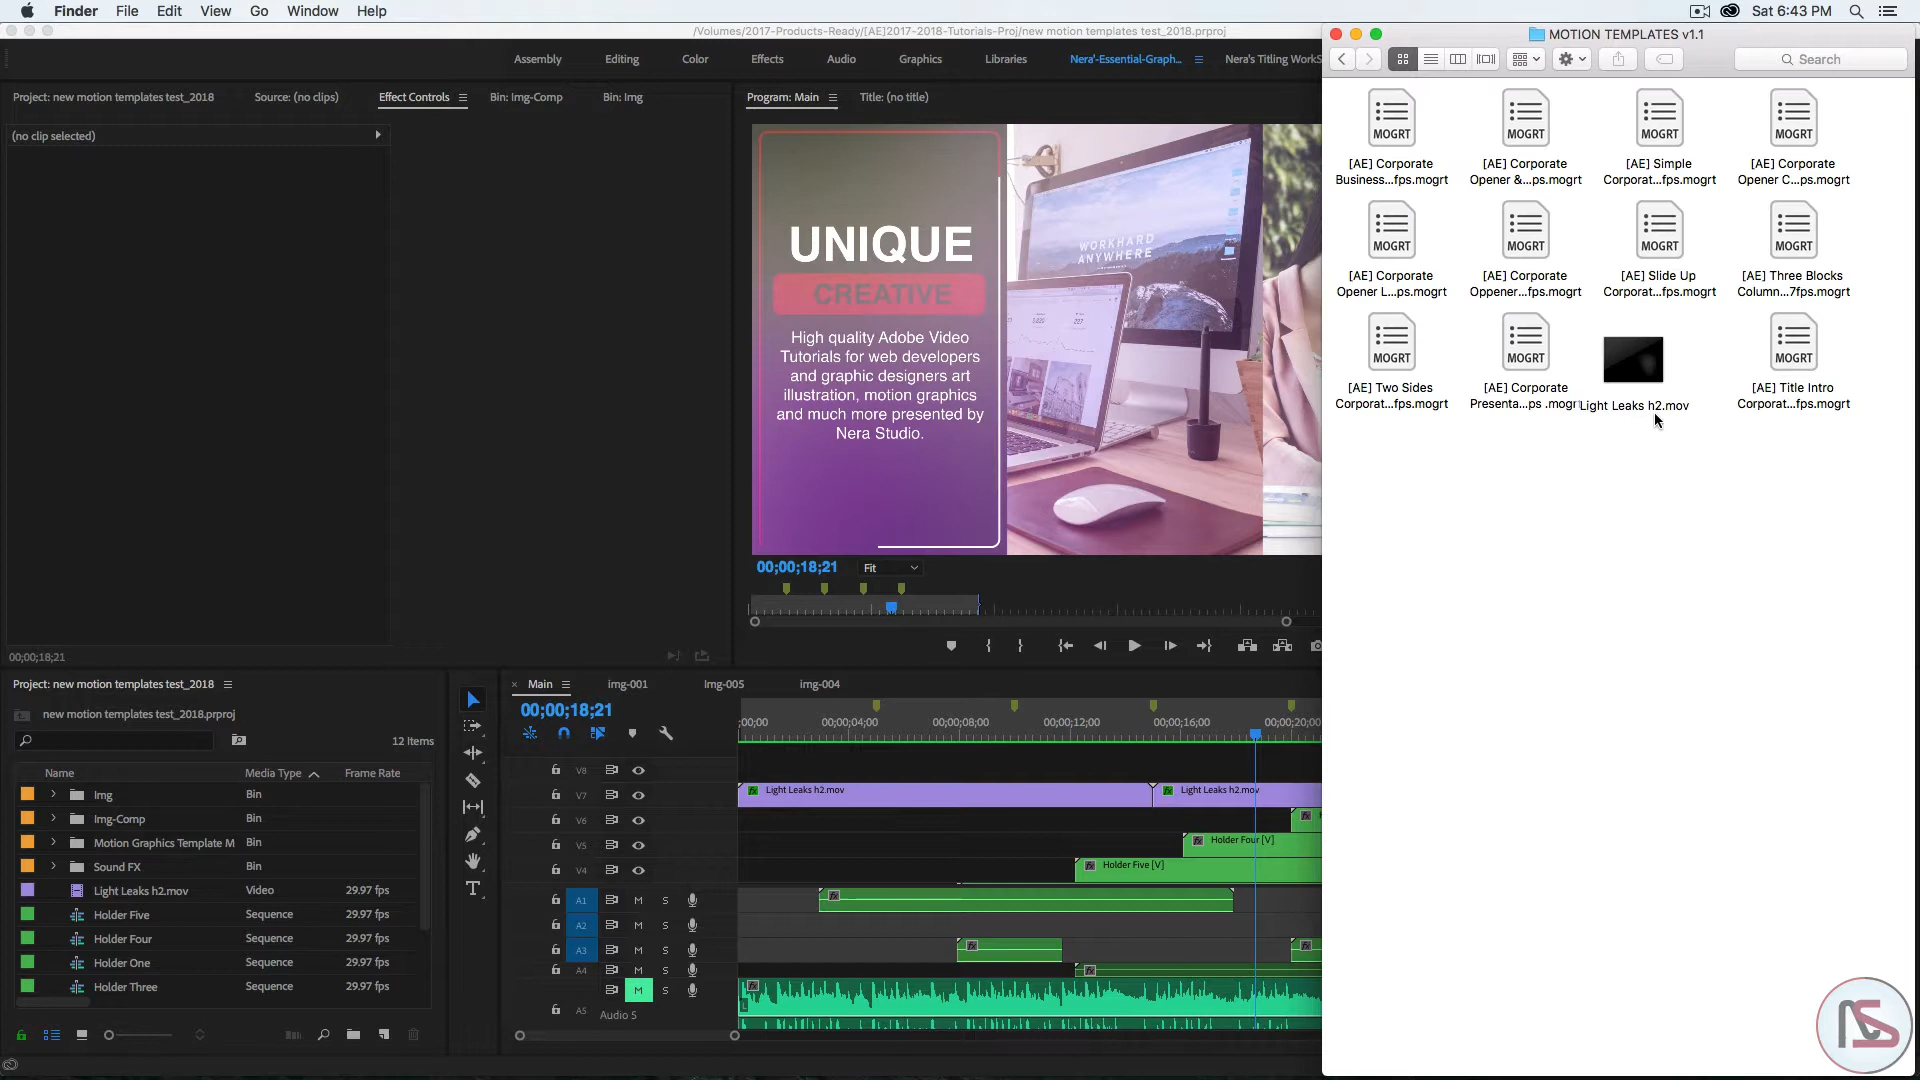 Finder File Edit View Go Window Help
Sat 6:43 PM
/Volumes/2017-Products-Ready/[AE]2017-2018-Tutorials-Proj/new motion templates test_2018.prproj
Assembly Editing Color Effects Audio Graphics Libraries Nera'-Essential-Graph... Nera's Titling WorkS
Project: new motion templates test_2018 Source: (no clips) Effect Controls Bin: Img-Comp Bin: Img
(no clip selected)
00;00;18;21
Program: Main Title: (no title)
UNIQUE
CREATIVE
High quality Adobe Video
Tutorials for web developers
and graphic designers art
illustration, motion graphics
and much more presented by
Nera Studio.
WORKHARD
ANYWHERE
00;00;18;21 Fit
MOTION TEMPLATES v1.1
Search
MOGRT MOGRT MOGRT MOGRT
[AE] Corporate
Business...fps.mogrt
[AE] Corporate
Opener &...ps.mogrt
[AE] Simple
Corporat...fps.mogrt
[AE] Corporate
Opener C...ps.mogrt
MOGRT MOGRT MOGRT MOGRT
[AE] Corporate
Opener L...ps.mogrt
[AE] Corporate
Oppener...fps.mogrt
[AE] Slide Up
Corporat...fps.mogrt
[AE] Three Blocks
Column...7fps.mogrt
MOGRT MOGRT MOGRT
[AE] Two Sides
Corporat...fps.mogrt
[AE] Corporate
Presenta...ps .mogrt
Light Leaks h2.mov
[AE] Title Intro
Corporat...fps.mogrt
Project: new motion templates test_2018
new motion templates test_2018.prproj
12 Items
Name Media Type Frame Rate
Img Bin
Img-Comp Bin
Motion Graphics Template M Bin
Sound FX Bin
Light Leaks h2.mov Video 29.97 fps
Holder Five Sequence 29.97 fps
Holder Four Sequence 29.97 fps
Holder One Sequence 29.97 fps
Holder Three Sequence 29.97 fps
× Main img-001 Img-005 img-004
00;00;18;21
;00;00 00;00;04;00 00;00;08;00 00;00;12;00 00;00;16;00 00;00;20;00
V8
V7 Light Leaks h2.mov Light Leaks h2.mov
V6
V5 Holder Four [V]
V4 Holder Five [V]
A1 M S
A2 M S
A3 M S
A4 M S
M S
A5 Audio 5
L